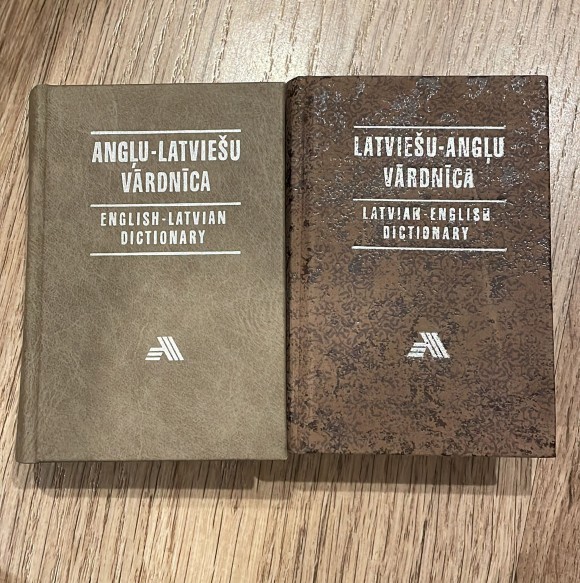 ANGĻU-LATVIEŠU
VĀRDNĪCA
ENGLISH-LATVIAN
DICTIONARY
LATVIEŠU-ANGĻU
VĀRDNĪCA
LATVIAN-ENGLISH
DICTIONARY